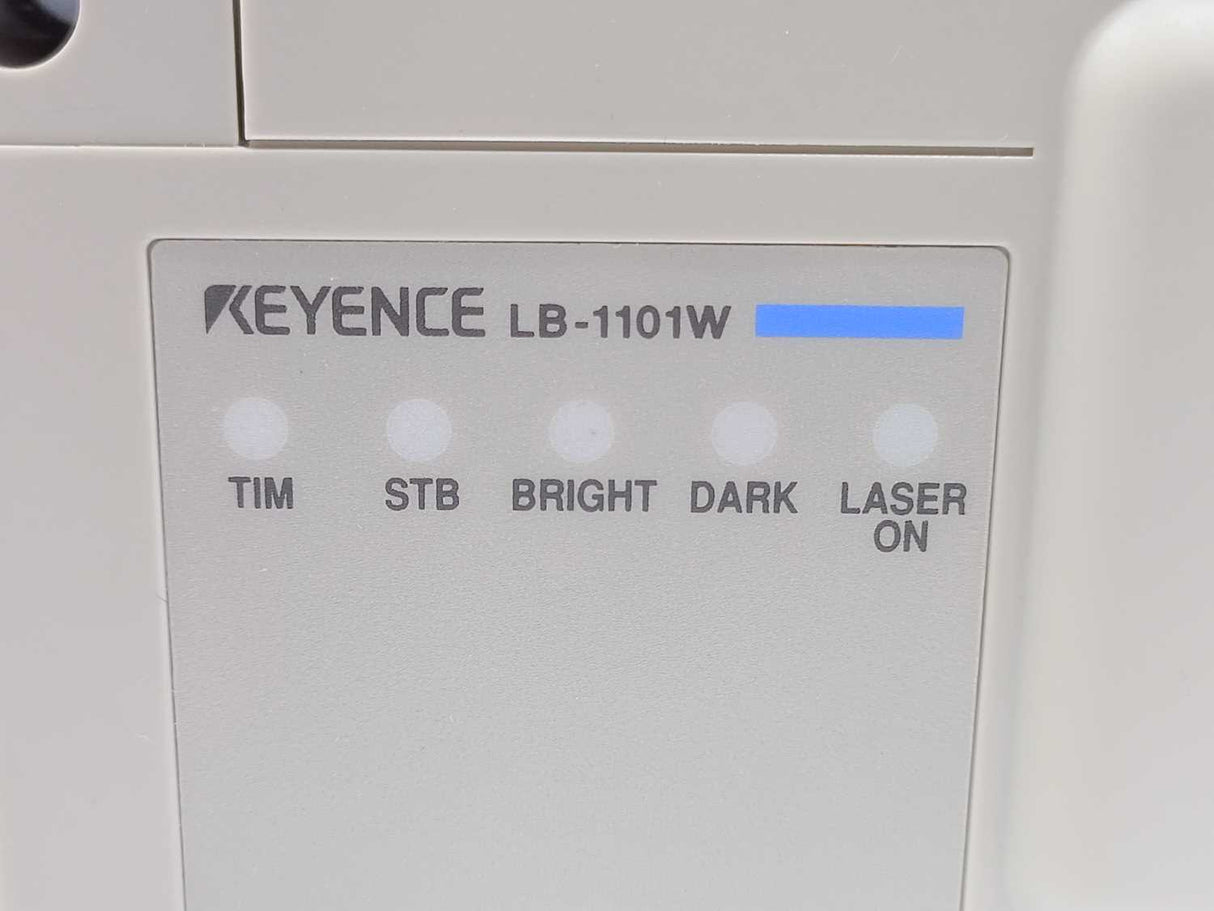 KEYENCE LB-1101W
TIM STB BRIGHT DARK LASER ON